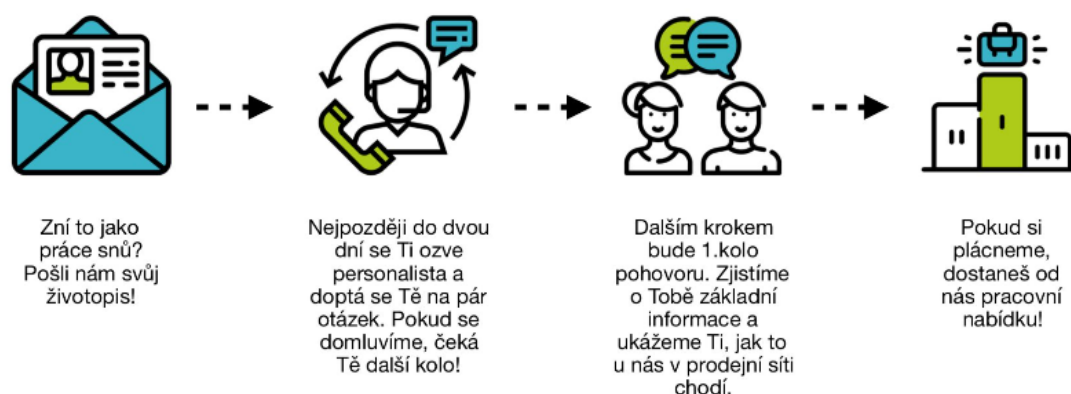 Zní to jako
práce snů?
Pošli nám svůj
životopis!
Nejpozději do dvou
dní se Ti ozve
personalista a
doptá se Tě na pár
otázek. Pokud se
domluvíme, čeká
Tě další kolo!
Dalším krokem
bude 1.kolo
pohovoru. Zjistíme
o Tobě základní
informace a
ukážeme Ti, jak to
u nás v prodejní síti
chodí.
Pokud si
plácneme,
dostaneš od
nás pracovní
nabídku!